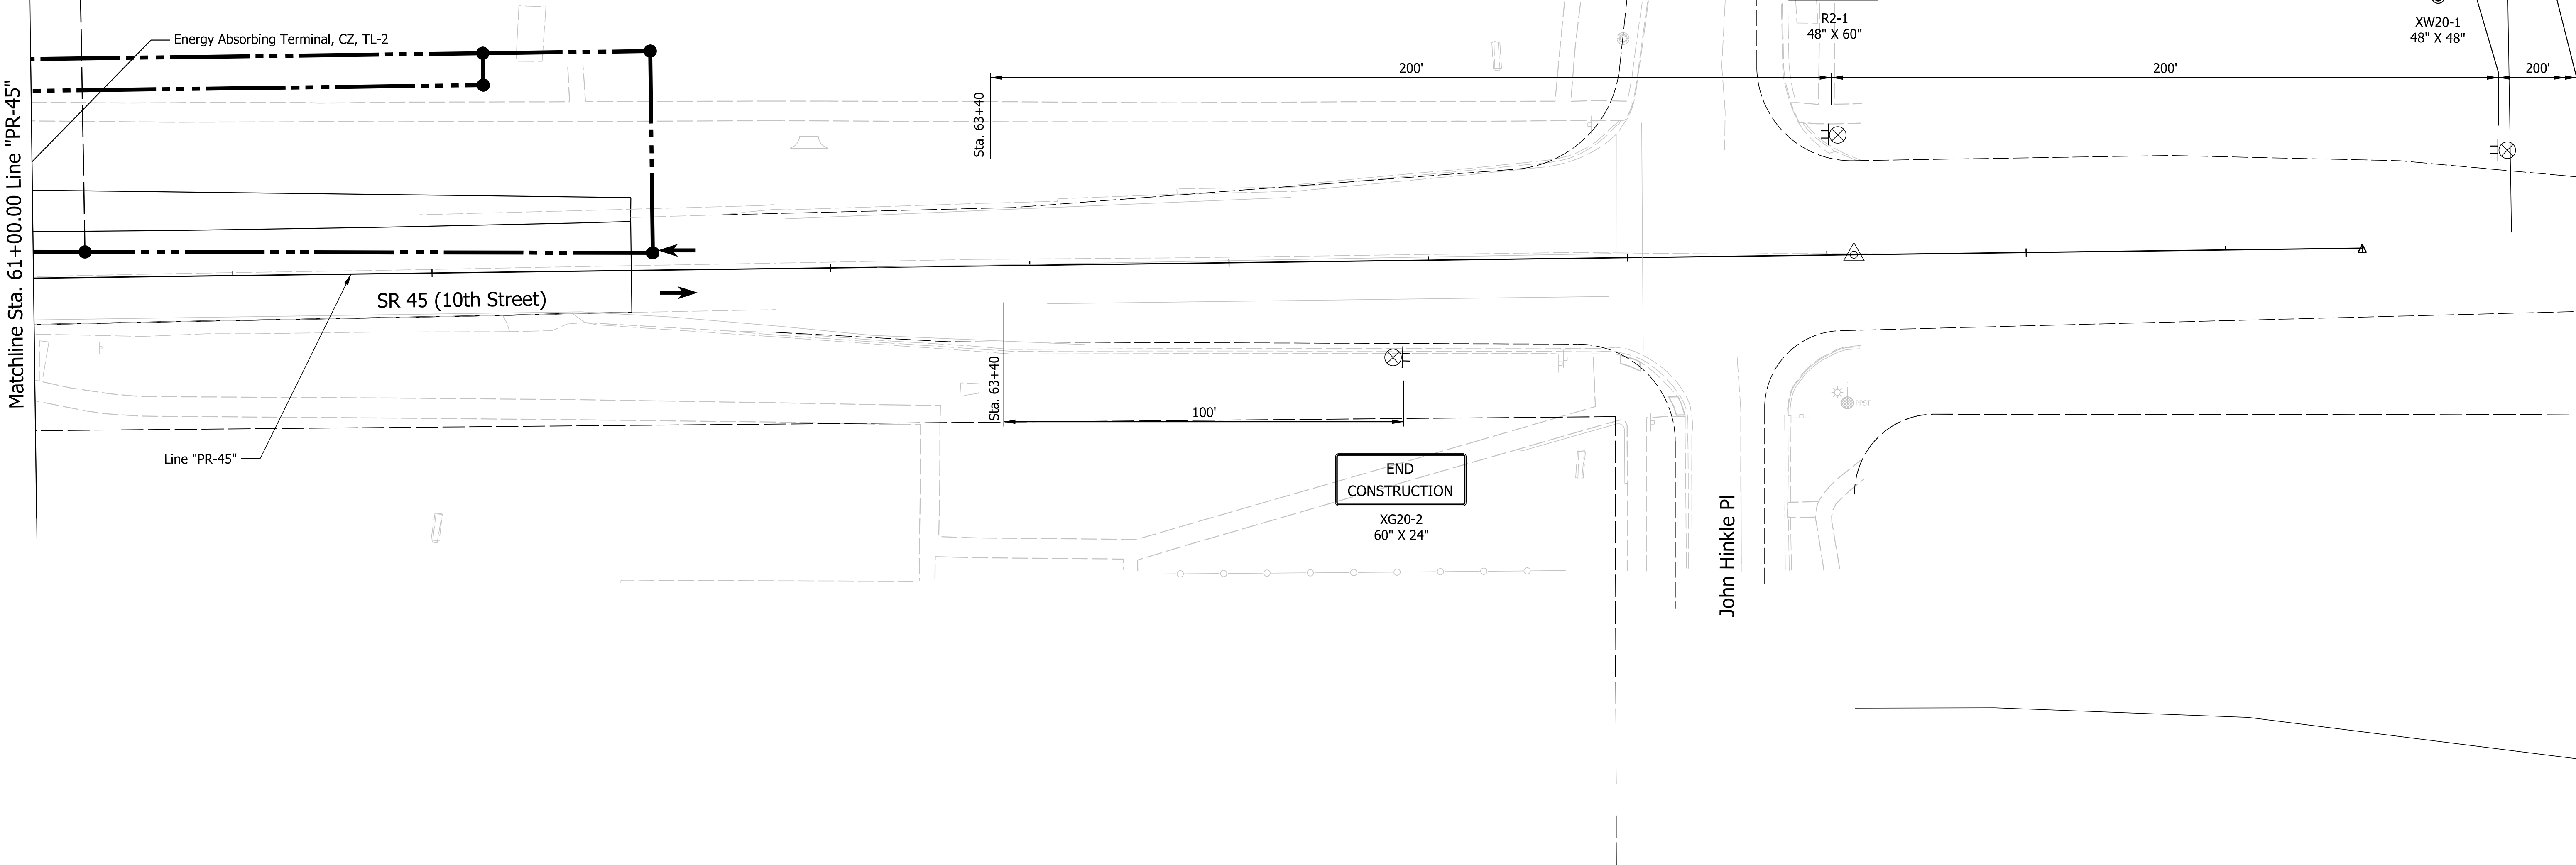 Matchline Sta. 61+00.00 Line "PR-45"
Energy Absorbing Terminal, CZ, TL-2
R2-1
48" X 60"
XW20-1
48" X 48"
200'
200'
200'
Sta. 63+40
SR 45 (10th Street)
Sta. 63+40
100'
Line "PR-45"
END
CONSTRUCTION
XG20-2
60" X 24"
John Hinkle Pl
PPST